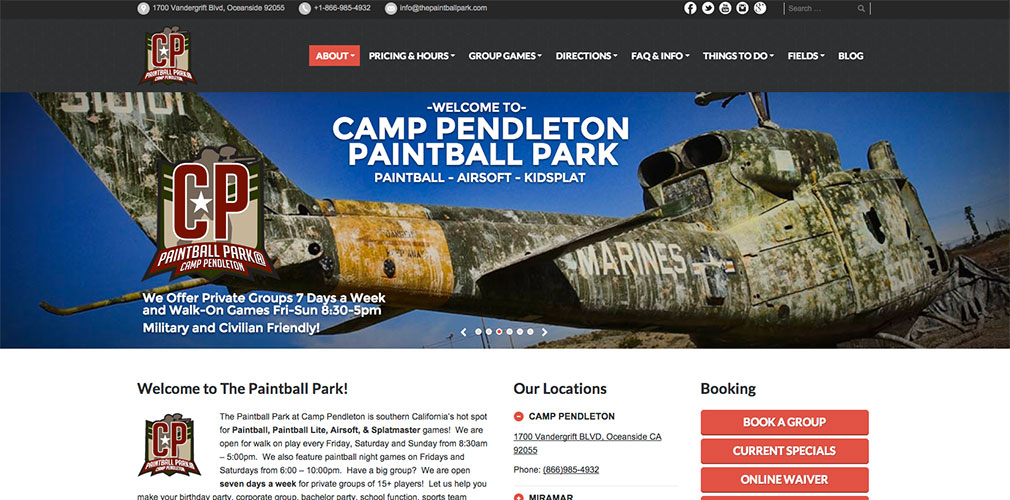 1700 Vandergrift Blvd, Oceanside 92055
+1-866-985-4932
info@thepaintballpark.com
Search ...
CP
PAINTBALL PARK@
CAMP PENDLETON
ABOUT
PRICING & HOURS
GROUP GAMES
DIRECTIONS
FAQ & INFO
THINGS TO DO
FIELDS
BLOG
-WELCOME TO-
CAMP PENDLETON
PAINTBALL PARK
PAINTBALL - AIRSOFT - KIDSPLAT
MARINES
CP
PAINTBALL PARK@
CAMP PENDLETON
We Offer Private Groups 7 Days a Week
and Walk-On Games Fri-Sun 8:30-5pm
Military and Civilian Friendly!
Welcome to The Paintball Park!
CP
PAINTBALL PARK@
CAMP PENDLETON
The Paintball Park at Camp Pendleton is southern California's hot spot
for Paintball, Paintball Lite, Airsoft, & Splatmaster games! We are
open for walk on play every Friday, Saturday and Sunday from 8:30am
– 5:00pm. We also feature paintball night games on Fridays and
Saturdays from 6:00 – 10:00pm. Have a big group? We are open
seven days a week for private groups of 15+ players! Let us help you
make your birthday party, corporate group, bachelor party, school function, sports team
Our Locations
CAMP PENDLETON
1700 Vandergrift BLVD, Oceanside CA
92055
Phone: (866)985-4932
MIRAMAR
Booking
BOOK A GROUP
CURRENT SPECIALS
ONLINE WAIVER